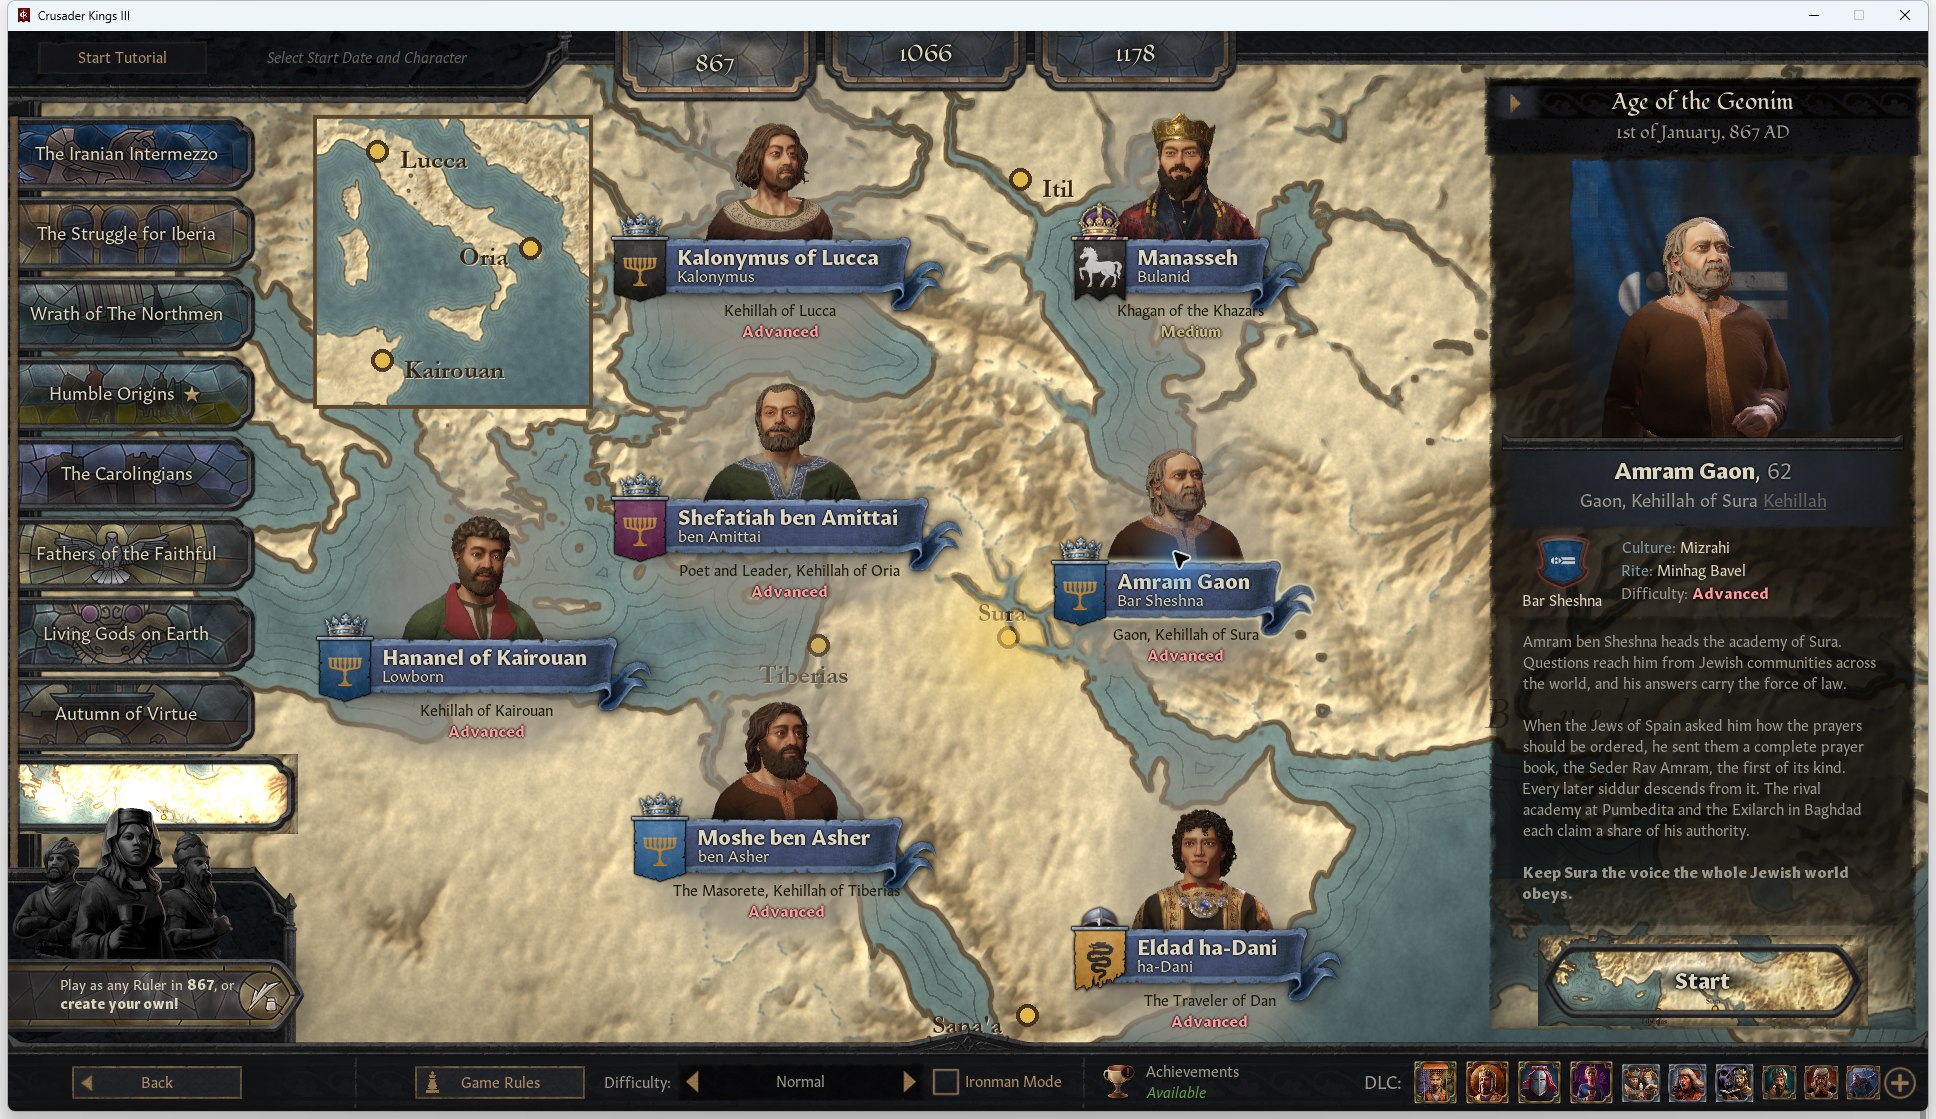 Crusader Kings III
Start Tutorial
Select Start Date and Character
867
1066
1178
The Iranian Intermezzo
The Struggle for Iberia
Wrath of The Northmen
Humble Origins
The Carolingians
Fathers of the Faithful
Living Gods on Earth
Autumn of Virtue
Play as any Ruler in 867, or
create your own!
Lucca
Oria
Kairouan
Itil
Sura
Tiberias
Sana'a
Kalonymus of Lucca
Kalonymus
Kehillah of Lucca
Advanced
Manasseh
Bulanid
Khagan of the Khazars
Medium
Shefatiah ben Amittai
ben Amittai
Poet and Leader, Kehillah of Oria
Advanced
Amram Gaon
Bar Sheshna
Gaon, Kehillah of Sura
Advanced
Hananel of Kairouan
Lowborn
Kehillah of Kairouan
Advanced
Moshe ben Asher
ben Asher
The Masorete, Kehillah of Tiberias
Advanced
Eldad ha-Dani
ha-Dani
The Traveler of Dan
Advanced
Age of the Geonim
1st of January, 867 AD
Amram Gaon, 62
Gaon, Kehillah of Sura Kehillah
Culture: Mizrahi
Rite: Minhag Bavel
Difficulty: Advanced
Bar Sheshna
Amram ben Sheshna heads the academy of Sura.
Questions reach him from Jewish communities across
the world, and his answers carry the force of law.
When the Jews of Spain asked him how the prayers
should be ordered, he sent them a complete prayer
book, the Seder Rav Amram, the first of its kind.
Every later siddur descends from it. The rival
academy at Pumbedita and the Exilarch in Baghdad
each claim a share of his authority.
Keep Sura the voice the whole Jewish world
obeys.
Start
Back
Game Rules
Difficulty:
Normal
Ironman Mode
Achievements
Available
DLC: